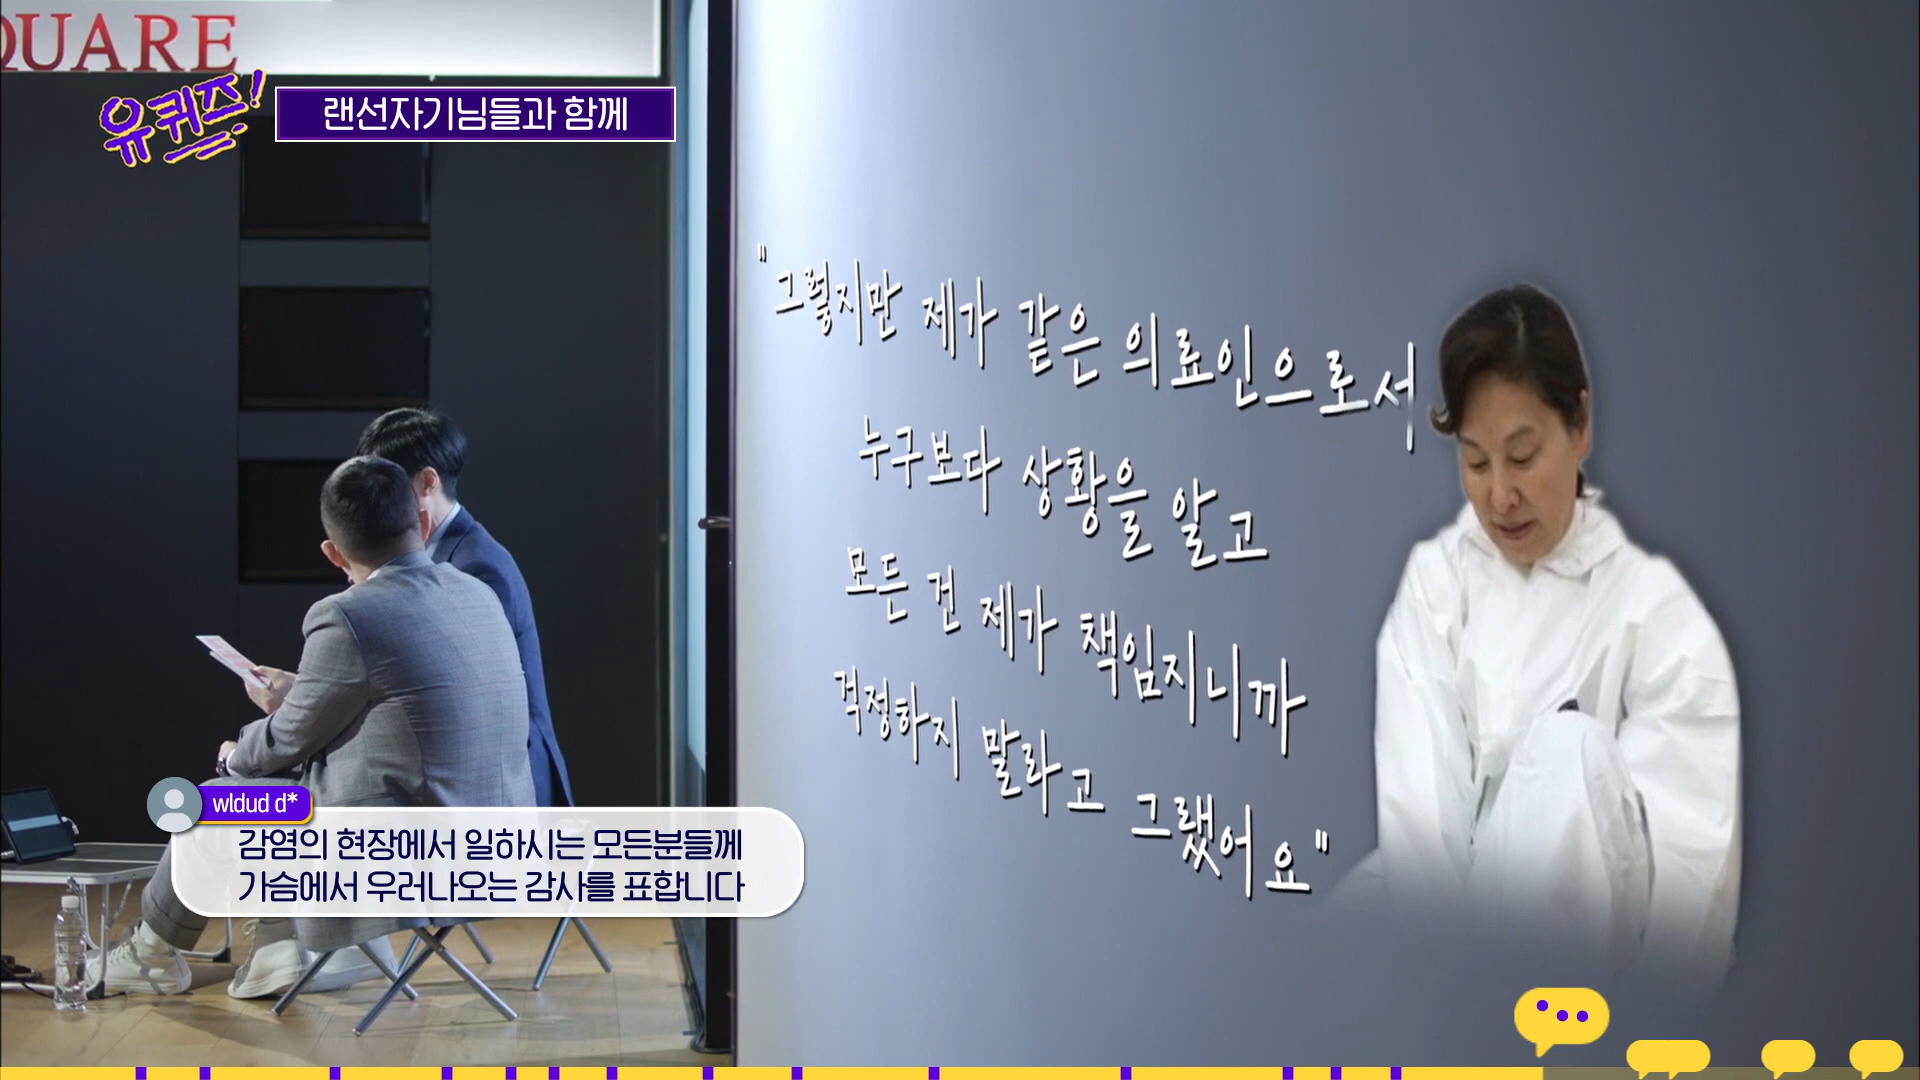 QUARE
유퀴즈!
랜선자기님들과 함께
"그렇지만 제가 같은 의료인으로서
누구보다 상황을 알고
모든 건 제가 책임지니까
걱정하지 말라고 그랬어요"
wldud d*
감염의 현장에서 일하시는 모든분들께
가슴에서 우러나오는 감사를 표합니다